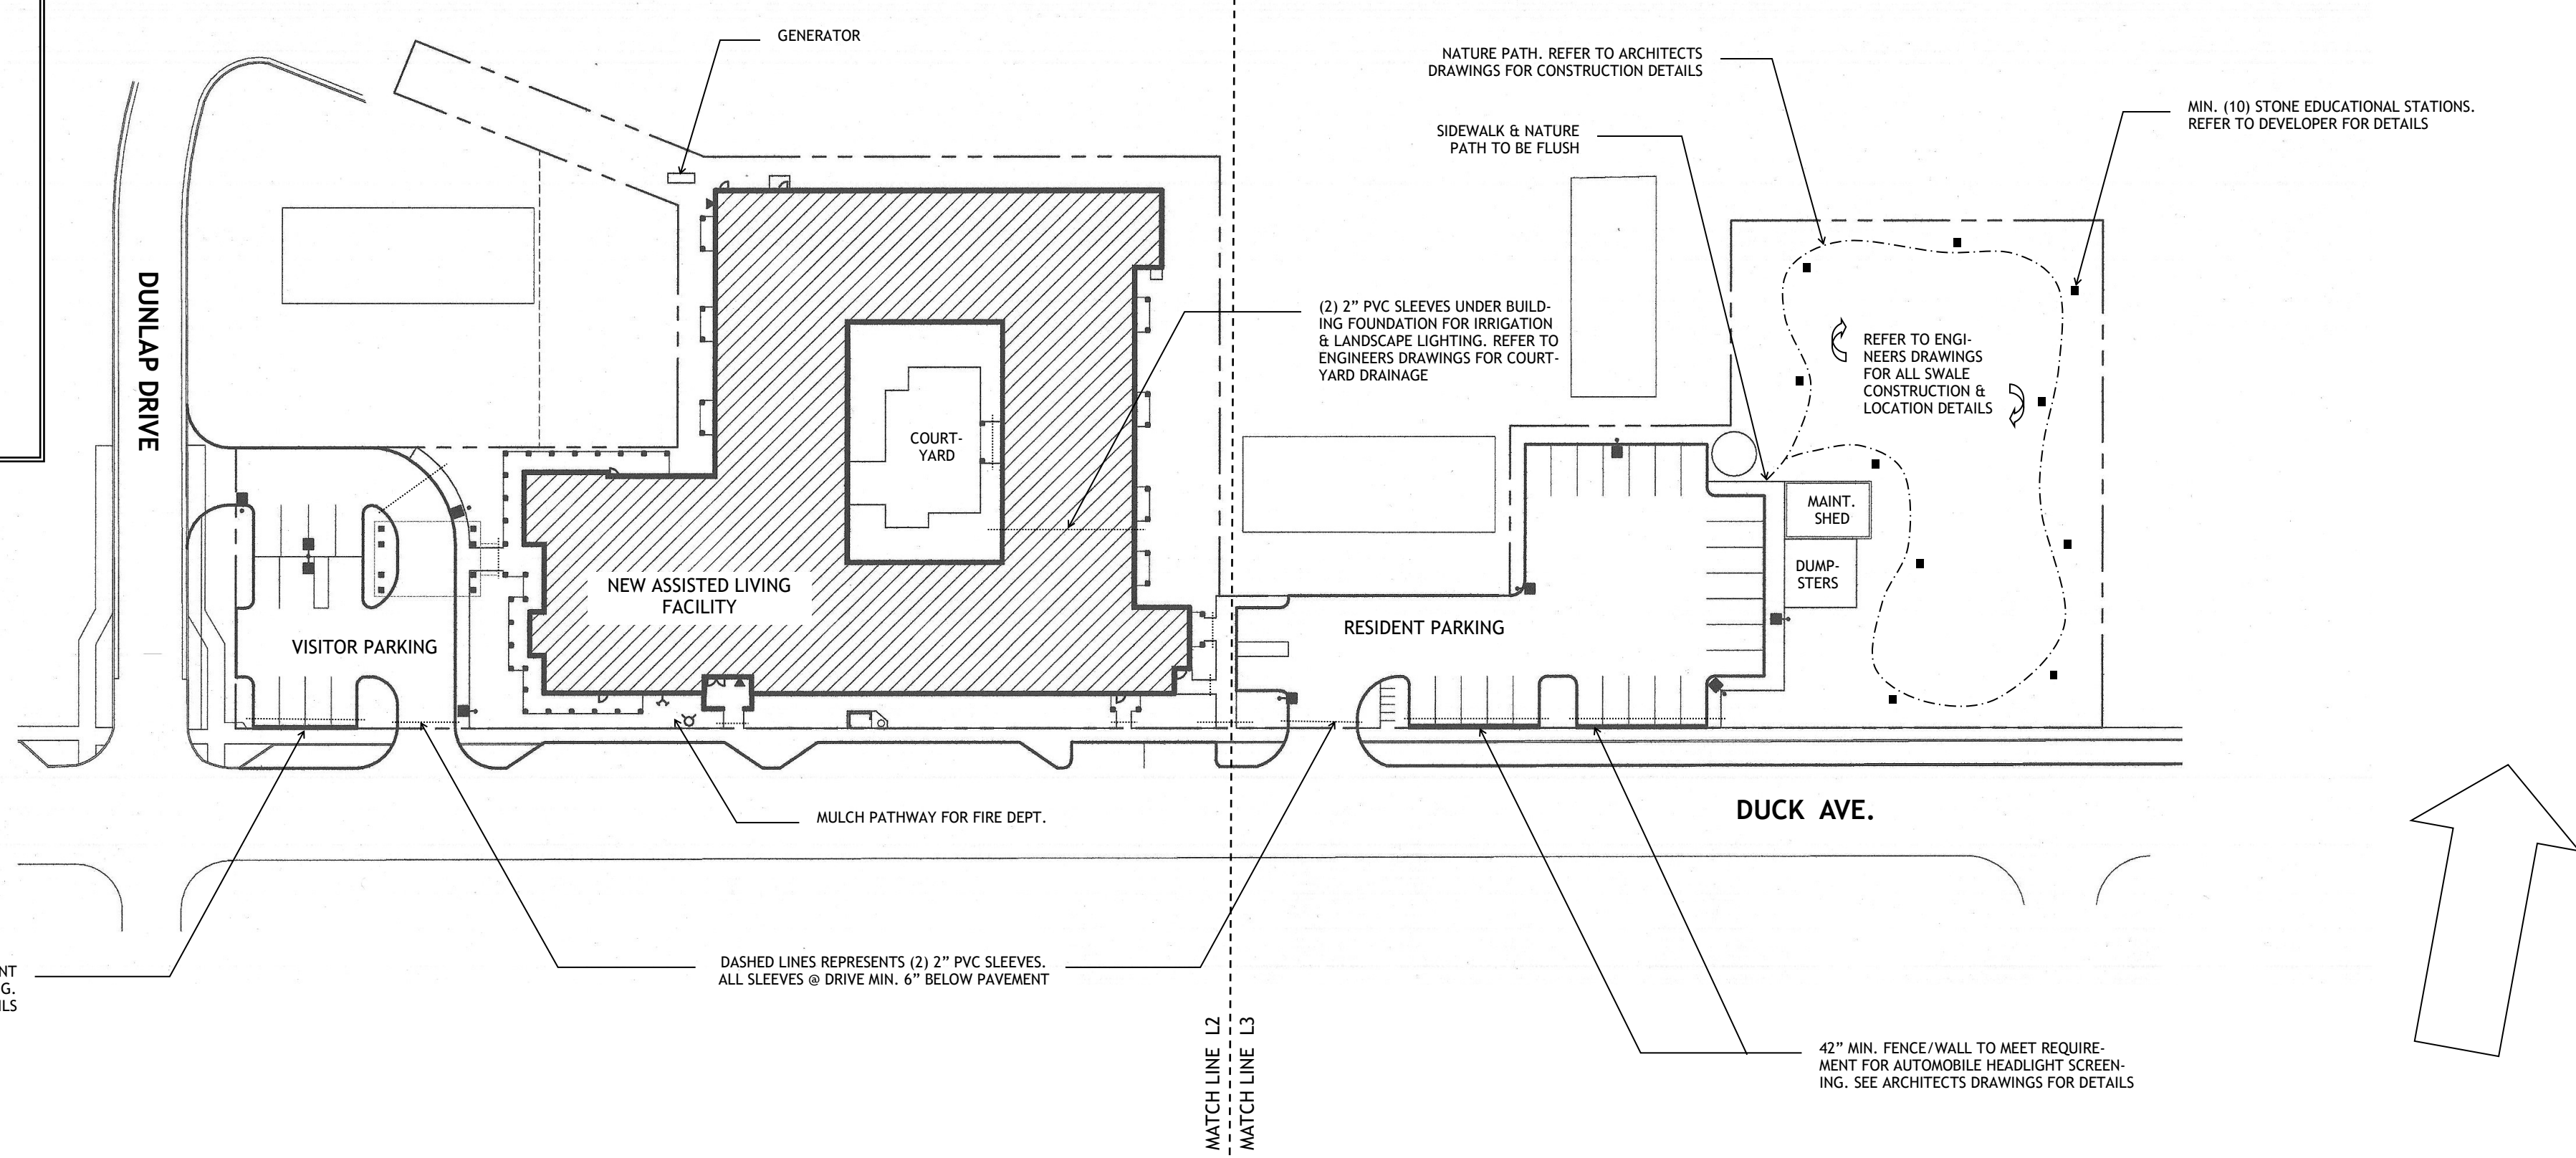 GENERATOR
NATURE PATH. REFER TO ARCHITECTS
DRAWINGS FOR CONSTRUCTION DETAILS
MIN. (10) STONE EDUCATIONAL STATIONS.
REFER TO DEVELOPER FOR DETAILS
SIDEWALK & NATURE
PATH TO BE FLUSH
DUNLAP DRIVE
(2) 2” PVC SLEEVES UNDER BUILD-
ING FOUNDATION FOR IRRIGATION
& LANDSCAPE LIGHTING. REFER TO
ENGINEERS DRAWINGS FOR COURT-
YARD DRAINAGE
REFER TO ENGI-
NEERS DRAWINGS
FOR ALL SWALE
CONSTRUCTION &
LOCATION DETAILS
COURT-
YARD
MAINT.
SHED
DUMP-
STERS
NEW ASSISTED LIVING
FACILITY
VISITOR PARKING
RESIDENT PARKING
MULCH PATHWAY FOR FIRE DEPT.
DUCK AVE.
NT
G.
ILS
DASHED LINES REPRESENTS (2) 2” PVC SLEEVES.
ALL SLEEVES @ DRIVE MIN. 6” BELOW PAVEMENT
MATCH LINE L2
MATCH LINE L3
42” MIN. FENCE/WALL TO MEET REQUIRE-
MENT FOR AUTOMOBILE HEADLIGHT SCREEN-
ING. SEE ARCHITECTS DRAWINGS FOR DETAILS